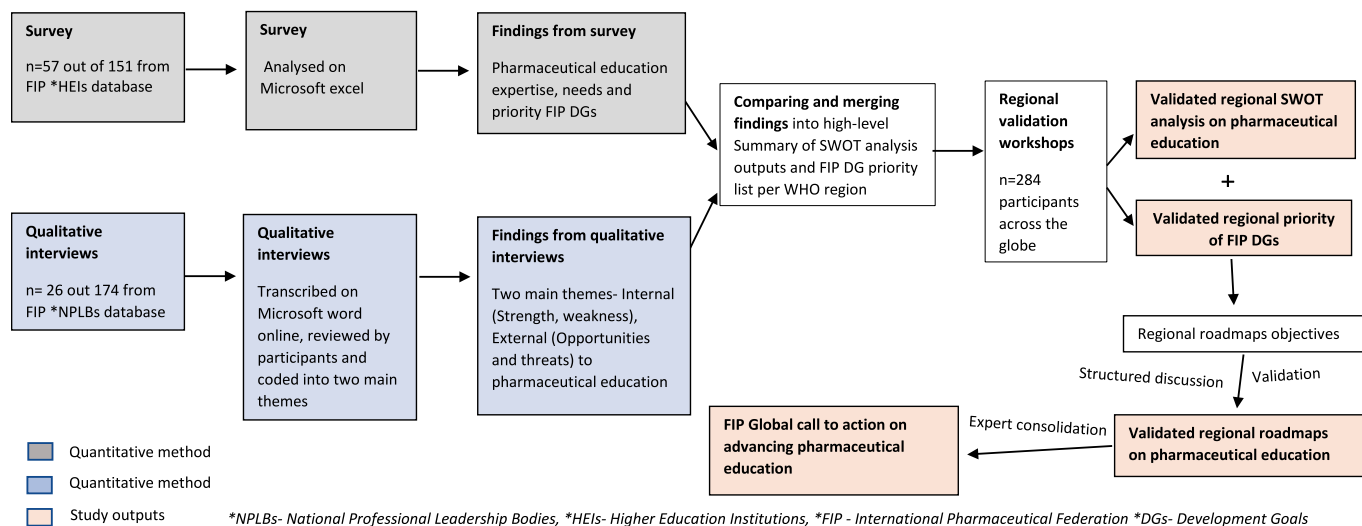 Survey
n=57 out of 151 from
FIP *HEIs database
Survey
Analysed on
Microsoft excel
Findings from survey
Pharmaceutical education
expertise, needs and
priority FIP DGs
Qualitative
interviews
n= 26 out 174 from
FIP *NPLBs database
Qualitative
interviews
Transcribed on
Microsoft word
online, reviewed by
participants and
coded into two main
themes
Findings from qualitative
interviews
Two main themes- Internal
(Strength, weakness),
External (Opportunities
and threats) to
pharmaceutical education
Comparing and merging
findings into high-level
Summary of SWOT analysis
outputs and FIP DG priority
list per WHO region
Regional
validation
workshops
n=284
participants
across the
globe
Validated regional SWOT
analysis on pharmaceutical
education
+
Validated regional priority
of FIP DGs
Regional roadmaps objectives
Structured discussion
Validation
Validated regional roadmaps
on pharmaceutical education
Expert consolidation
FIP Global call to action on
advancing pharmaceutical
education
Quantitative method
Quantitative method
Study outputs
*NPLBs- National Professional Leadership Bodies, *HEIs- Higher Education Institutions, *FIP - International Pharmaceutical Federation *DGs- Development Goals